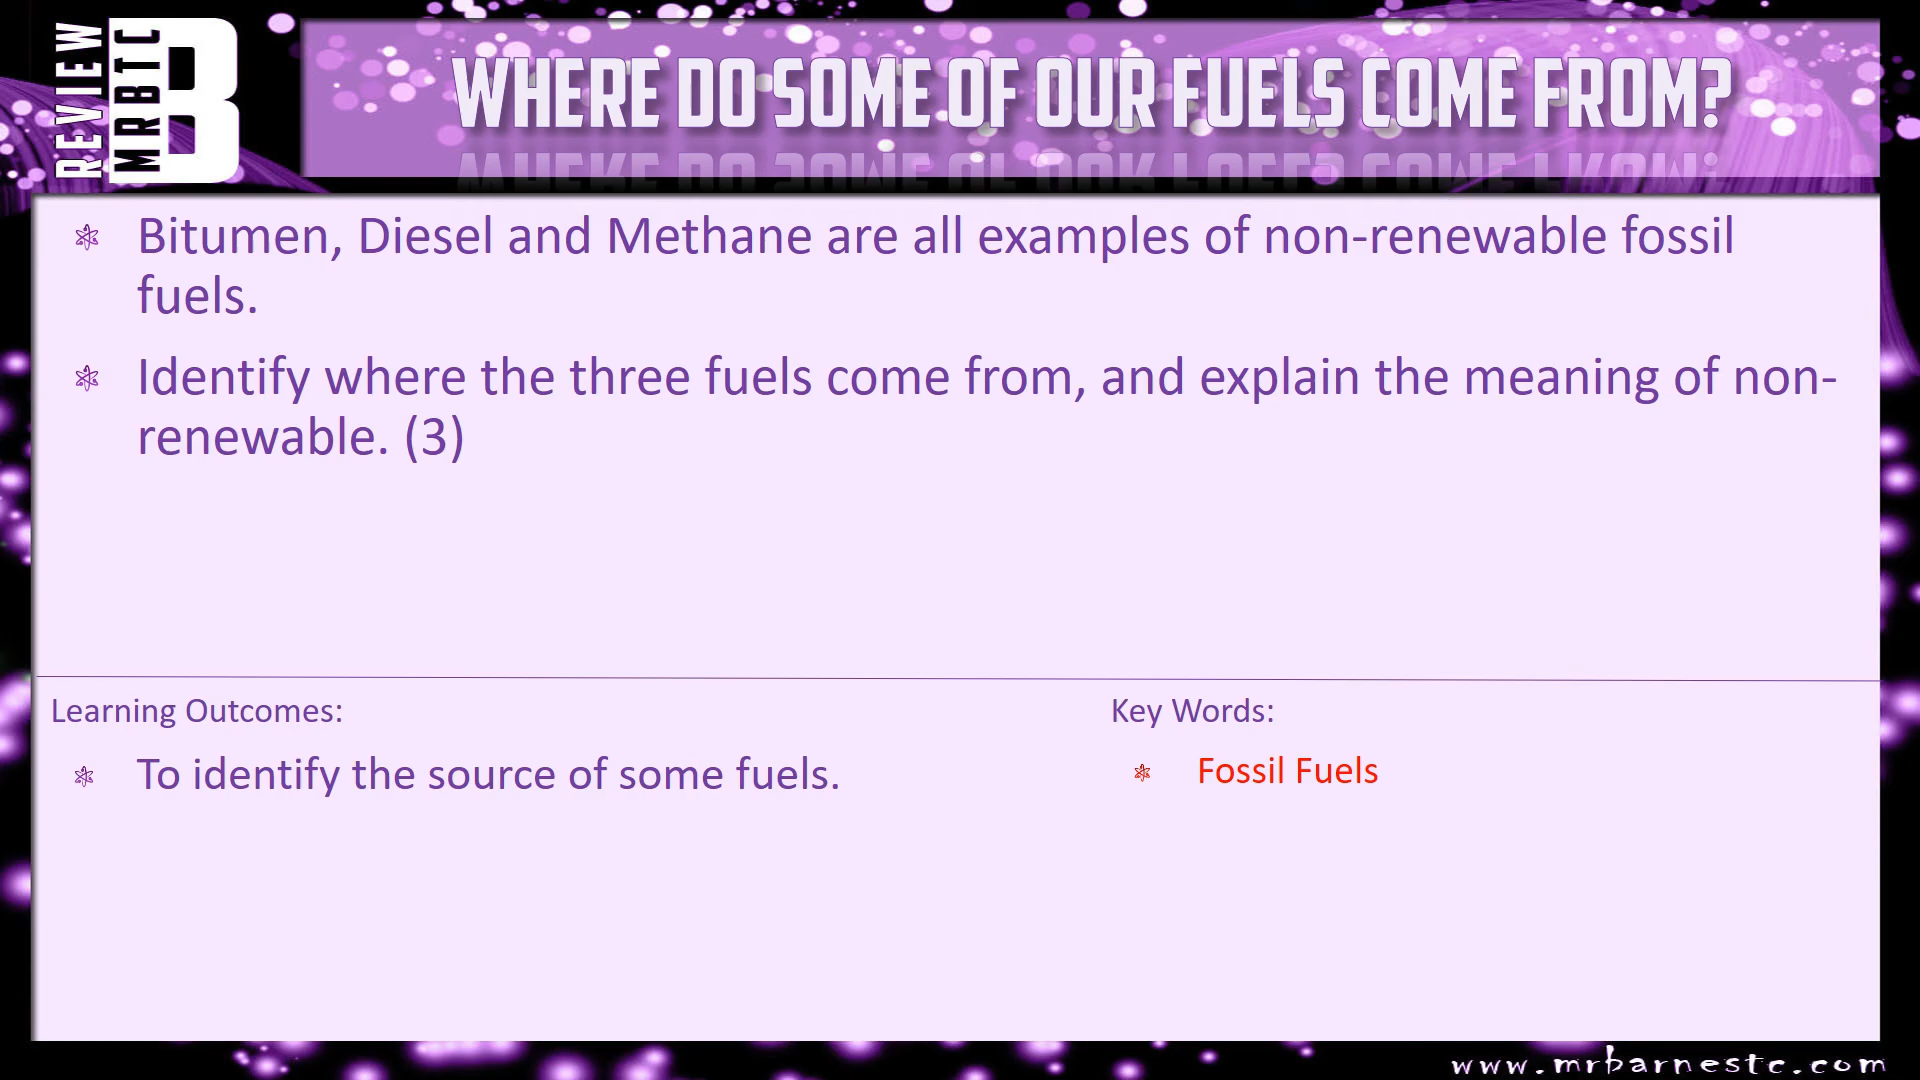 REVIEW
MRBTC
B
WHERE DO SOME OF OUR FUELS COME FROM?
Bitumen, Diesel and Methane are all examples of non-renewable fossil
fuels.
Identify where the three fuels come from, and explain the meaning of non-
renewable. (3)
Learning Outcomes:
To identify the source of some fuels.
Key Words:
Fossil Fuels
www.mrbarnestc.com